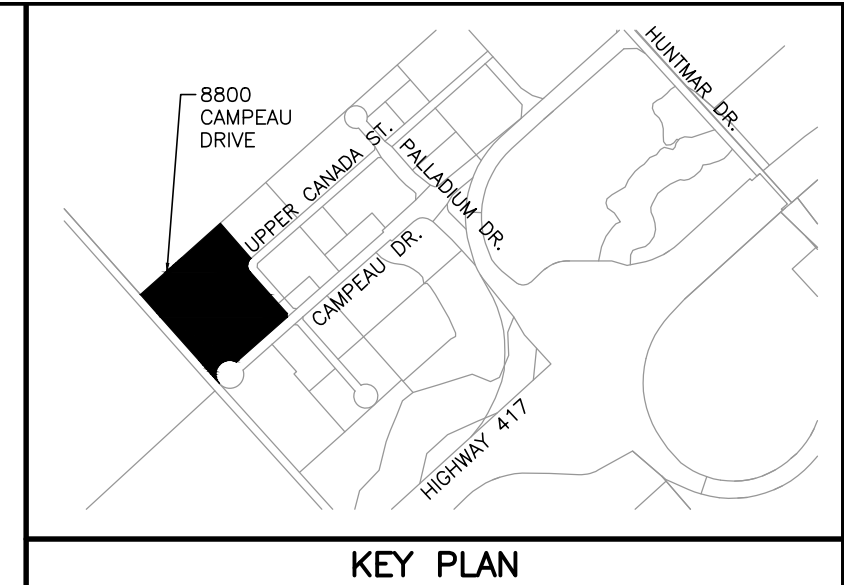 8800
CAMPEAU
DRIVE
HUNTMAR DR.
UPPER CANADA ST.
PALLADIUM DR.
CAMPEAU DR.
HIGHWAY 417
KEY PLAN